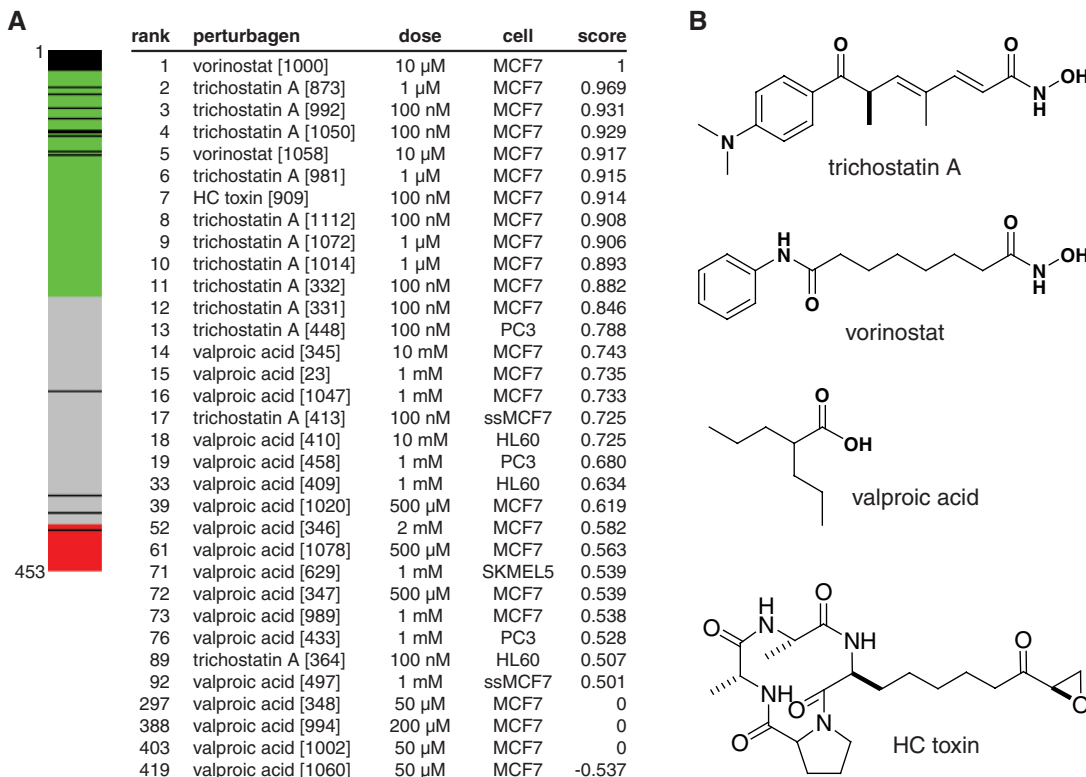 A
1
453
rank perturbagen dose cell score
1 vorinostat [1000] 10 µM MCF7 1
2 trichostatin A [873] 1 µM MCF7 0.969
3 trichostatin A [992] 100 nM MCF7 0.931
4 trichostatin A [1050] 100 nM MCF7 0.929
5 vorinostat [1058] 10 µM MCF7 0.917
6 trichostatin A [981] 1 µM MCF7 0.915
7 HC toxin [909] 100 nM MCF7 0.914
8 trichostatin A [1112] 100 nM MCF7 0.908
9 trichostatin A [1072] 1 µM MCF7 0.906
10 trichostatin A [1014] 1 µM MCF7 0.893
11 trichostatin A [332] 100 nM MCF7 0.882
12 trichostatin A [331] 100 nM MCF7 0.846
13 trichostatin A [448] 100 nM PC3 0.788
14 valproic acid [345] 10 mM MCF7 0.743
15 valproic acid [23] 1 mM MCF7 0.735
16 valproic acid [1047] 1 mM MCF7 0.733
17 trichostatin A [413] 100 nM ssMCF7 0.725
18 valproic acid [410] 10 mM HL60 0.725
19 valproic acid [458] 1 mM PC3 0.680
33 valproic acid [409] 1 mM HL60 0.634
39 valproic acid [1020] 500 µM MCF7 0.619
52 valproic acid [346] 2 mM MCF7 0.582
61 valproic acid [1078] 500 µM MCF7 0.563
71 valproic acid [629] 1 mM SKMEL5 0.539
72 valproic acid [347] 500 µM MCF7 0.539
73 valproic acid [989] 1 mM MCF7 0.538
76 valproic acid [433] 1 mM PC3 0.528
89 trichostatin A [364] 100 nM HL60 0.507
92 valproic acid [497] 1 mM ssMCF7 0.501
297 valproic acid [348] 50 µM MCF7 0
388 valproic acid [994] 200 µM MCF7 0
403 valproic acid [1002] 50 µM MCF7 0
419 valproic acid [1060] 50 µM MCF7 -0.537
B
O O
N
N
H
OH
trichostatin A
H
N
O
O
N
H
OH
vorinostat
O
OH
valproic acid
O
H
N
O
NH
O
O
NH
O
N
O
O
HC toxin